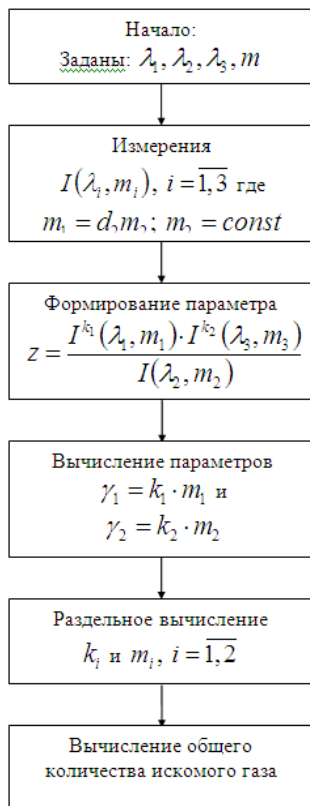 Начало:
Заданы: λ₁, λ₂, λ₃, m
Измерения
I(λᵢ, mᵢ), i = 1,3 где
m₁ = d₂m₂; m₂ = const
Формирование параметра
z = I^{k₁}(λ₁, m₁) · I^{k₂}(λ₃, m₃) / I(λ₂, m₂)
Вычисление параметров
γ₁ = k₁ · m₁ и
γ₂ = k₂ · m₂
Раздельное вычисление
kᵢ и mᵢ, i = 1,2
Вычисление общего
количества искомого газа